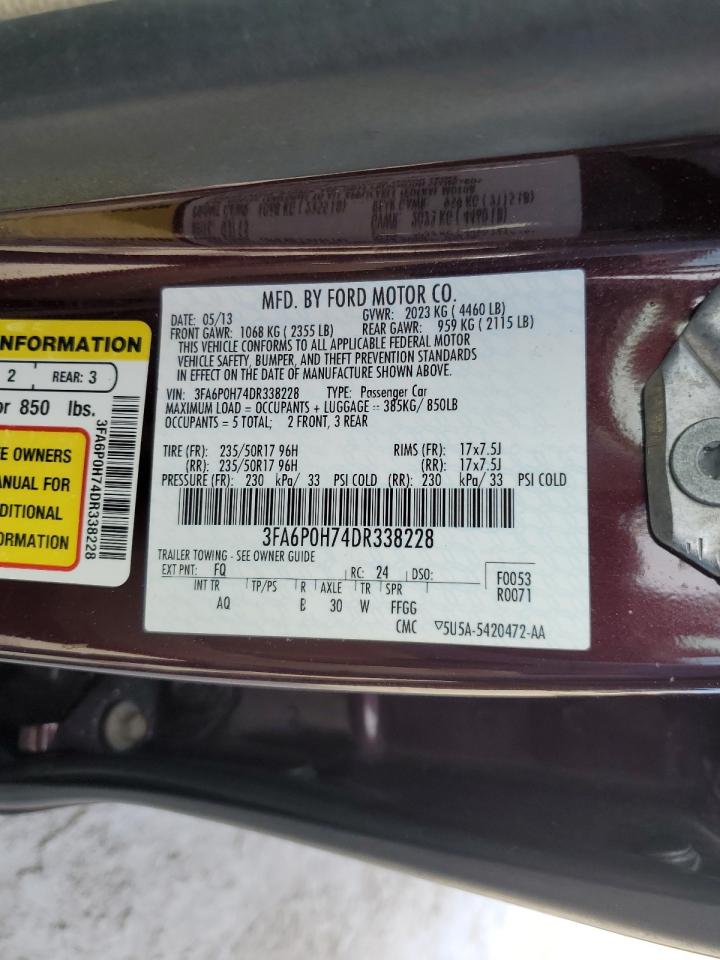 MFD. BY FORD MOTOR CO.
DATE: 05/13 GVWR: 2023 KG ( 4460 LB)
FRONT GAWR: 1068 KG ( 2355 LB) REAR GAWR: 959 KG ( 2115 LB)
THIS VEHICLE CONFORMS TO ALL APPLICABLE FEDERAL MOTOR
VEHICLE SAFETY, BUMPER, AND THEFT PREVENTION STANDARDS
IN EFFECT ON THE DATE OF MANUFACTURE SHOWN ABOVE.
VIN: 3FA6P0H74DR338228 TYPE: Passenger Car
MAXIMUM LOAD = OCCUPANTS + LUGGAGE = 385KG/ 850LB
OCCUPANTS = 5 TOTAL; 2 FRONT, 3 REAR
TIRE (FR): 235/50R17 96H RIMS (FR): 17x7.5J
(RR): 235/50R17 96H (RR): 17x7.5J
PRESSURE (FR): 230 kPa/ 33 PSI COLD (RR): 230 kPa/ 33 PSI COLD
3FA6P0H74DR338228
TRAILER TOWING - SEE OWNER GUIDE
EXT PNT: FQ RC: 24 DSO: F0053
INT TR TP/PS R AXLE TR SPR R0071
AQ B 30 W FFGG
CMC ▽5U5A-5420472-AA
NFORMATION
2 REAR: 3
or 850 lbs.
E OWNERS
ANUAL FOR
DITIONAL
ORMATION
3FA6P0H74DR338228